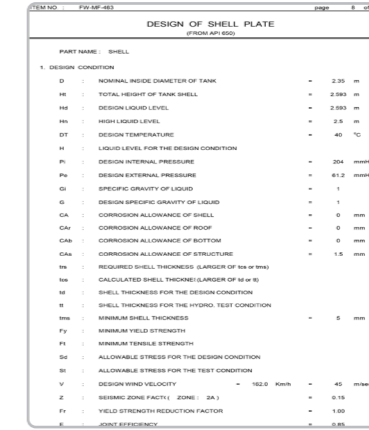 ITEM NO. : FW-MF-463 page 8 of
DESIGN OF SHELL PLATE
(FROM API 650)
PART NAME : SHELL
1. DESIGN CONDITION
D : NOMINAL INSIDE DIAMETER OF TANK = 2.35 m
Ht : TOTAL HEIGHT OF TANK SHELL = 2.593 m
Hd : DESIGN LIQUID LEVEL = 2.593 m
Hn : HIGH LIQUID LEVEL = 2.5 m
DT : DESIGN TEMPERATURE = 40 °C
H : LIQUID LEVEL FOR THE DESIGN CONDITION
Pi : DESIGN INTERNAL PRESSURE = 204 mmH
Pe : DESIGN EXTERNAL PRESSURE = 61.2 mmH
Gl : SPECIFIC GRAVITY OF LIQUID = 1
G : DESIGN SPECIFIC GRAVITY OF LIQUID = 1
CA : CORROSION ALLOWANCE OF SHELL = 0 mm
CAr : CORROSION ALLOWANCE OF ROOF = 0 mm
CAb : CORROSION ALLOWANCE OF BOTTOM = 0 mm
CAs : CORROSION ALLOWANCE OF STRUCTURE = 1.5 mm
trs : REQUIRED SHELL THICKNESS (LARGER OF tcs or tms)
tcs : CALCULATED SHELL THICKNE(LARGER OF td or tt)
td : SHELL THICKNESS FOR THE DESIGN CONDITION
tt : SHELL THICKNESS FOR THE HYDRO. TEST CONDITION
tms : MINIMUM SHELL THICKNESS = 5 mm
Fy : MINIMUM YIELD STRENGTH
Ft : MINIMUM TENSILE STRENGTH
Sd : ALLOWABLE STRESS FOR THE DESIGN CONDITION
St : ALLOWABLE STRESS FOR THE TEST CONDITION
V : DESIGN WIND VELOCITY = 162.0 Km/h = 45 m/sec
Z : SEISMIC ZONE FACT( ZONE : 2A ) = 0.15
Fr : YIELD STRENGTH REDUCTION FACTOR = 1.00
E : JOINT EFFICIENCY = 0.85